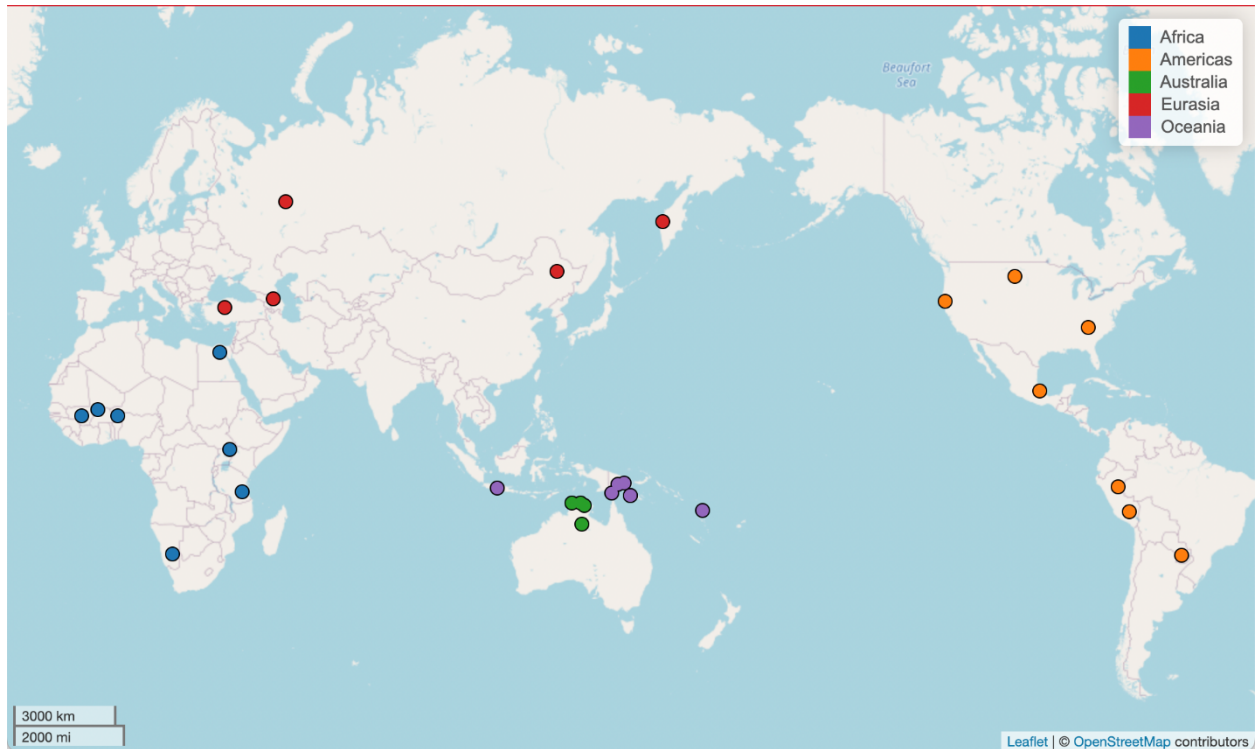 Beaufort
Sea
Africa
Americas
Australia
Eurasia
Oceania
3000 km
2000 mi
Leaflet | © OpenStreetMap contributors